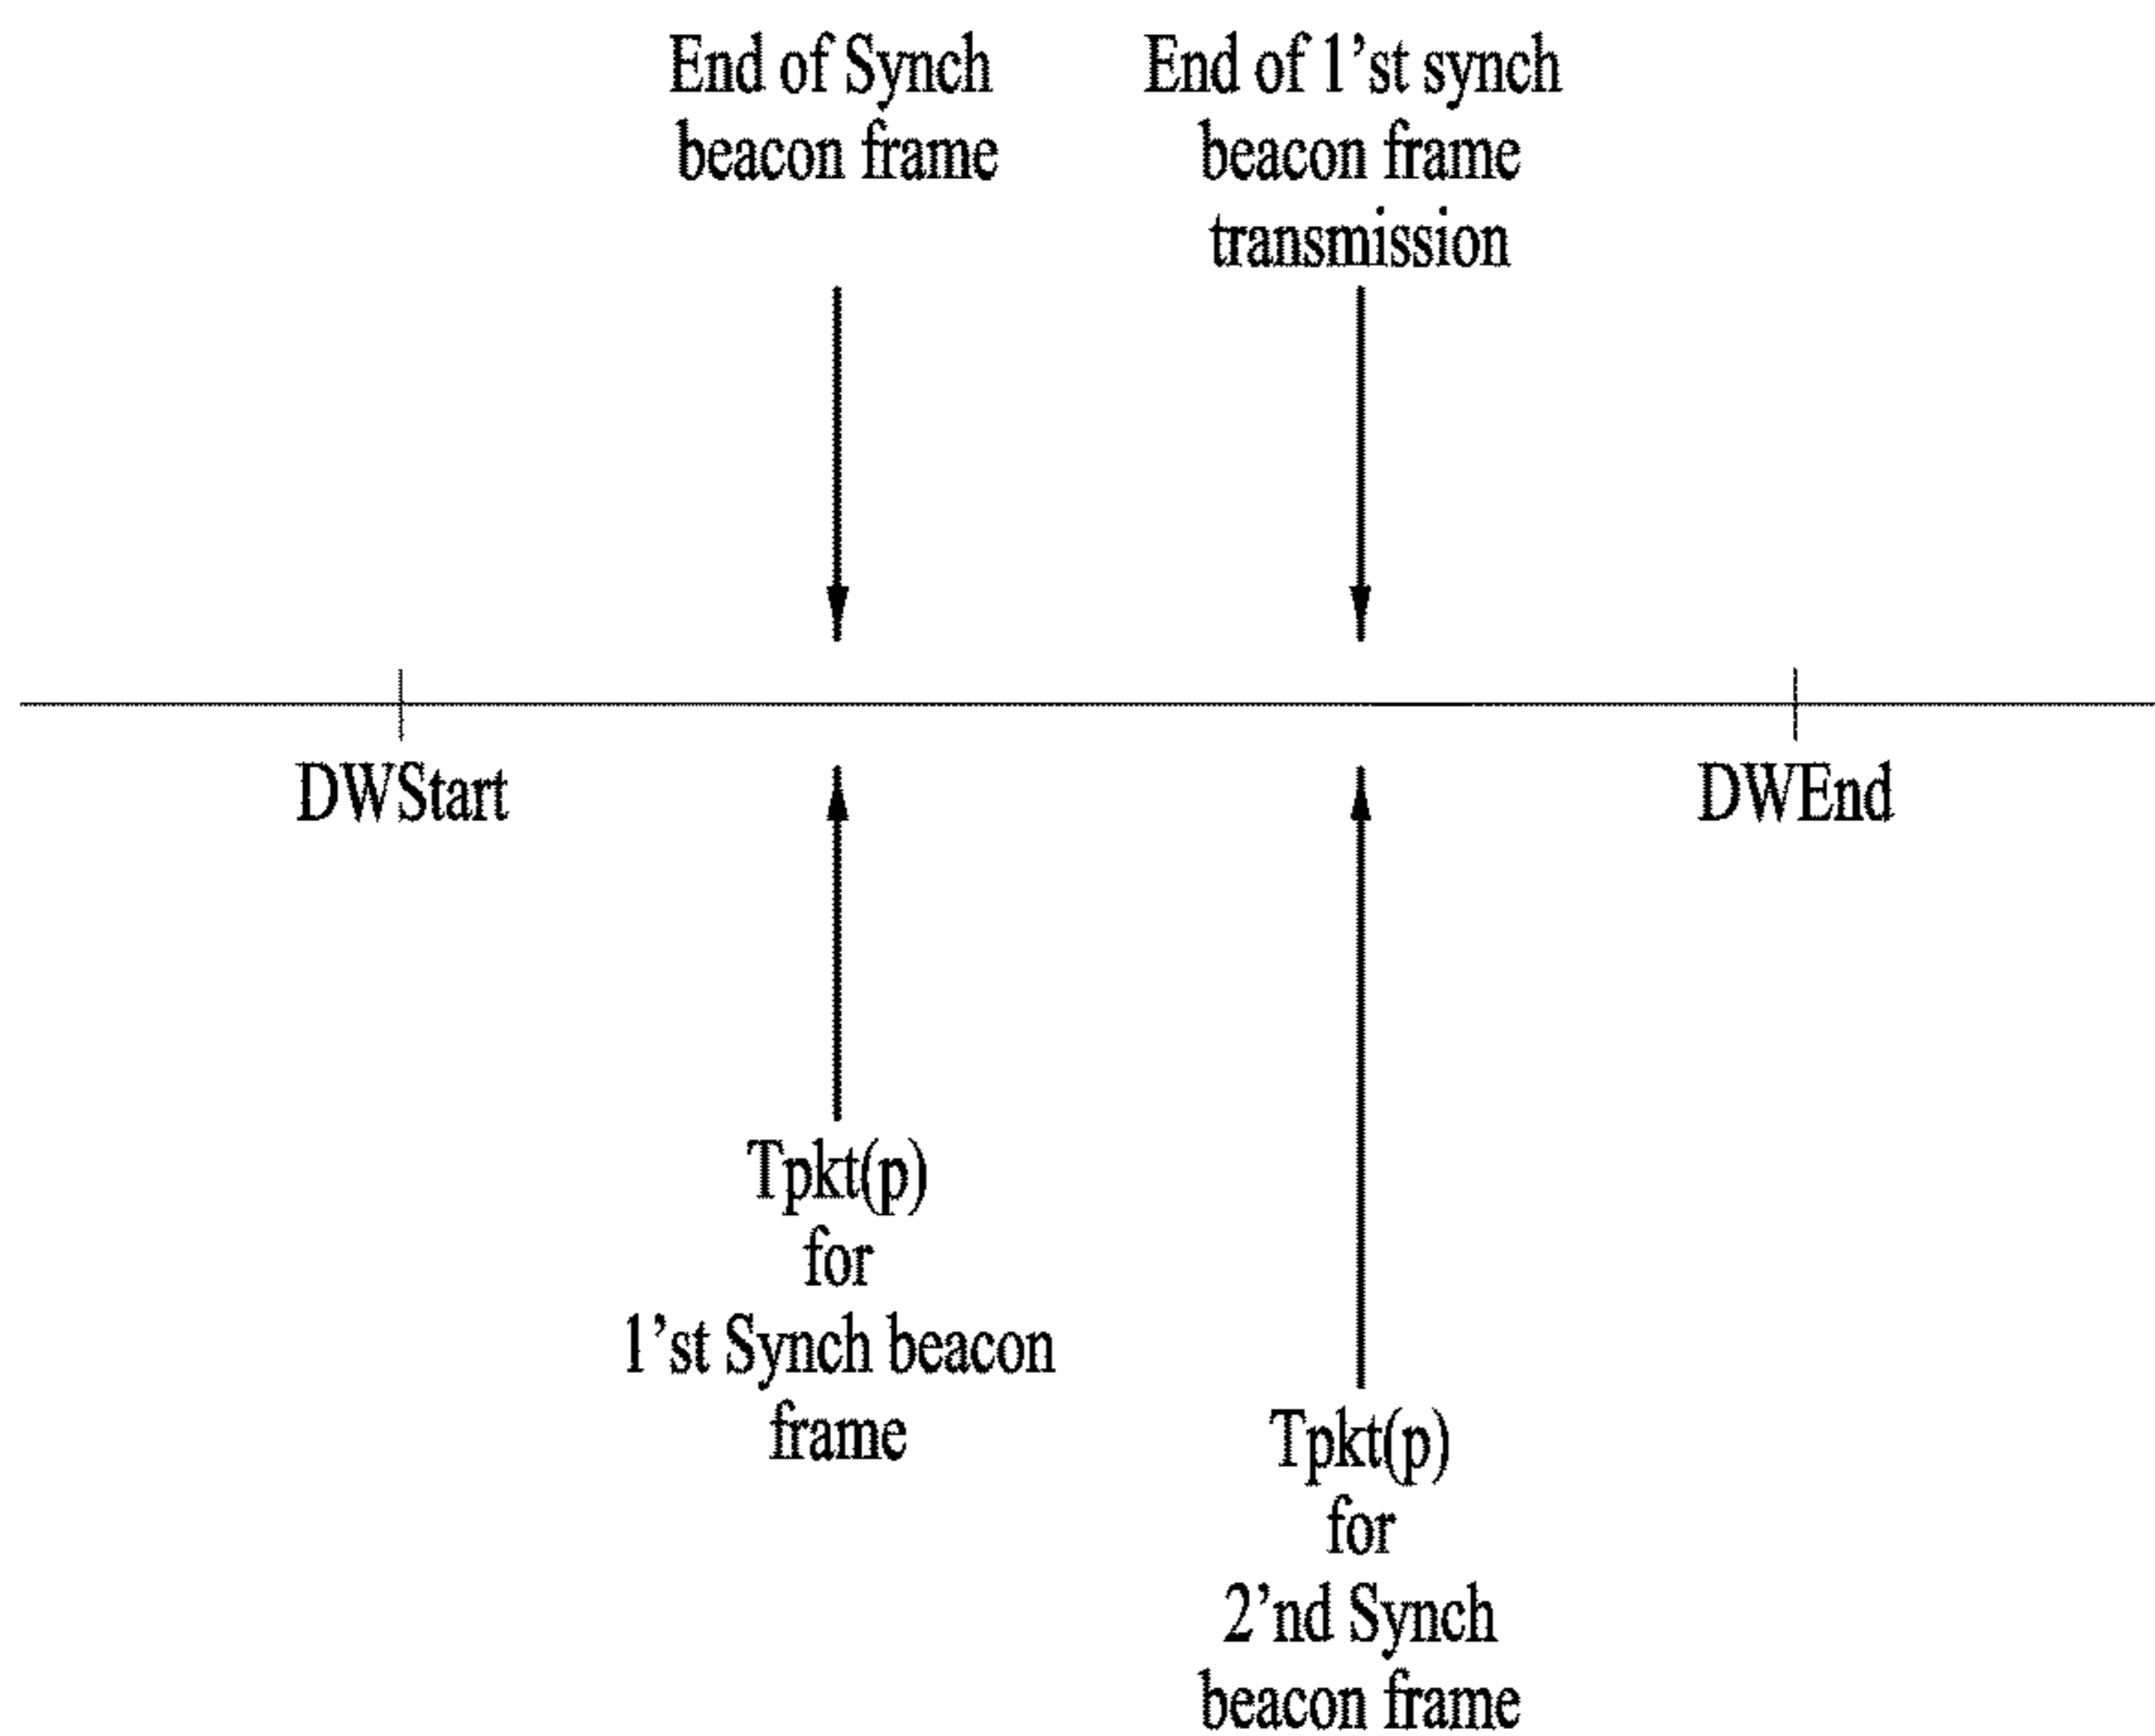 End of Synch
beacon frame
End of 1’st synch
beacon frame
transmission
DWStart
DWEnd
Tpkt(p)
for
1’st Synch beacon
frame
Tpkt(p)
for
2’nd Synch
beacon frame